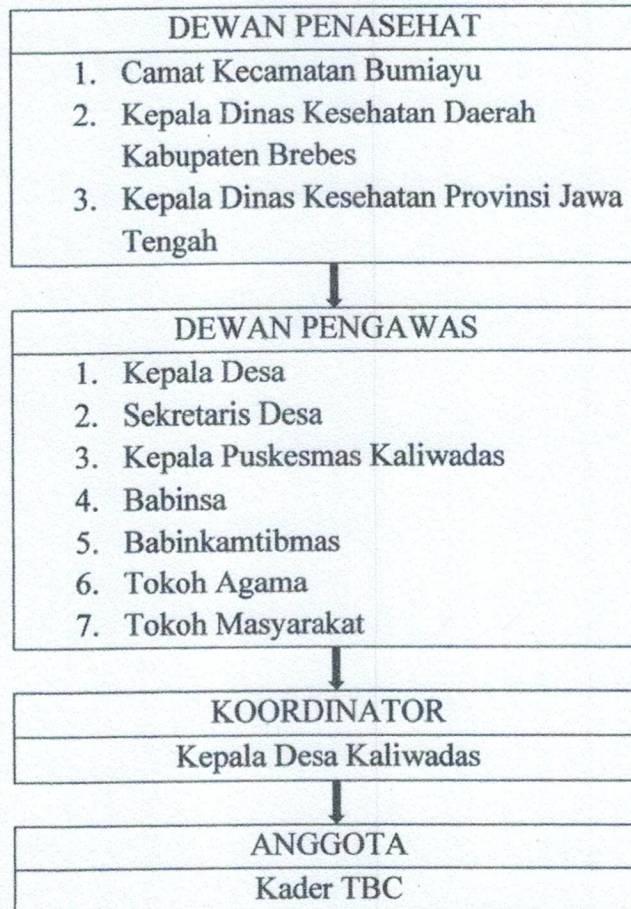 DEWAN PENASEHAT
1. Camat Kecamatan Bumiayu
2. Kepala Dinas Kesehatan Daerah
Kabupaten Brebes
3. Kepala Dinas Kesehatan Provinsi Jawa
Tengah
DEWAN PENGAWAS
1. Kepala Desa
2. Sekretaris Desa
3. Kepala Puskesmas Kaliwadas
4. Babinsa
5. Babinkamtibmas
6. Tokoh Agama
7. Tokoh Masyarakat
KOORDINATOR
Kepala Desa Kaliwadas
ANGGOTA
Kader TBC